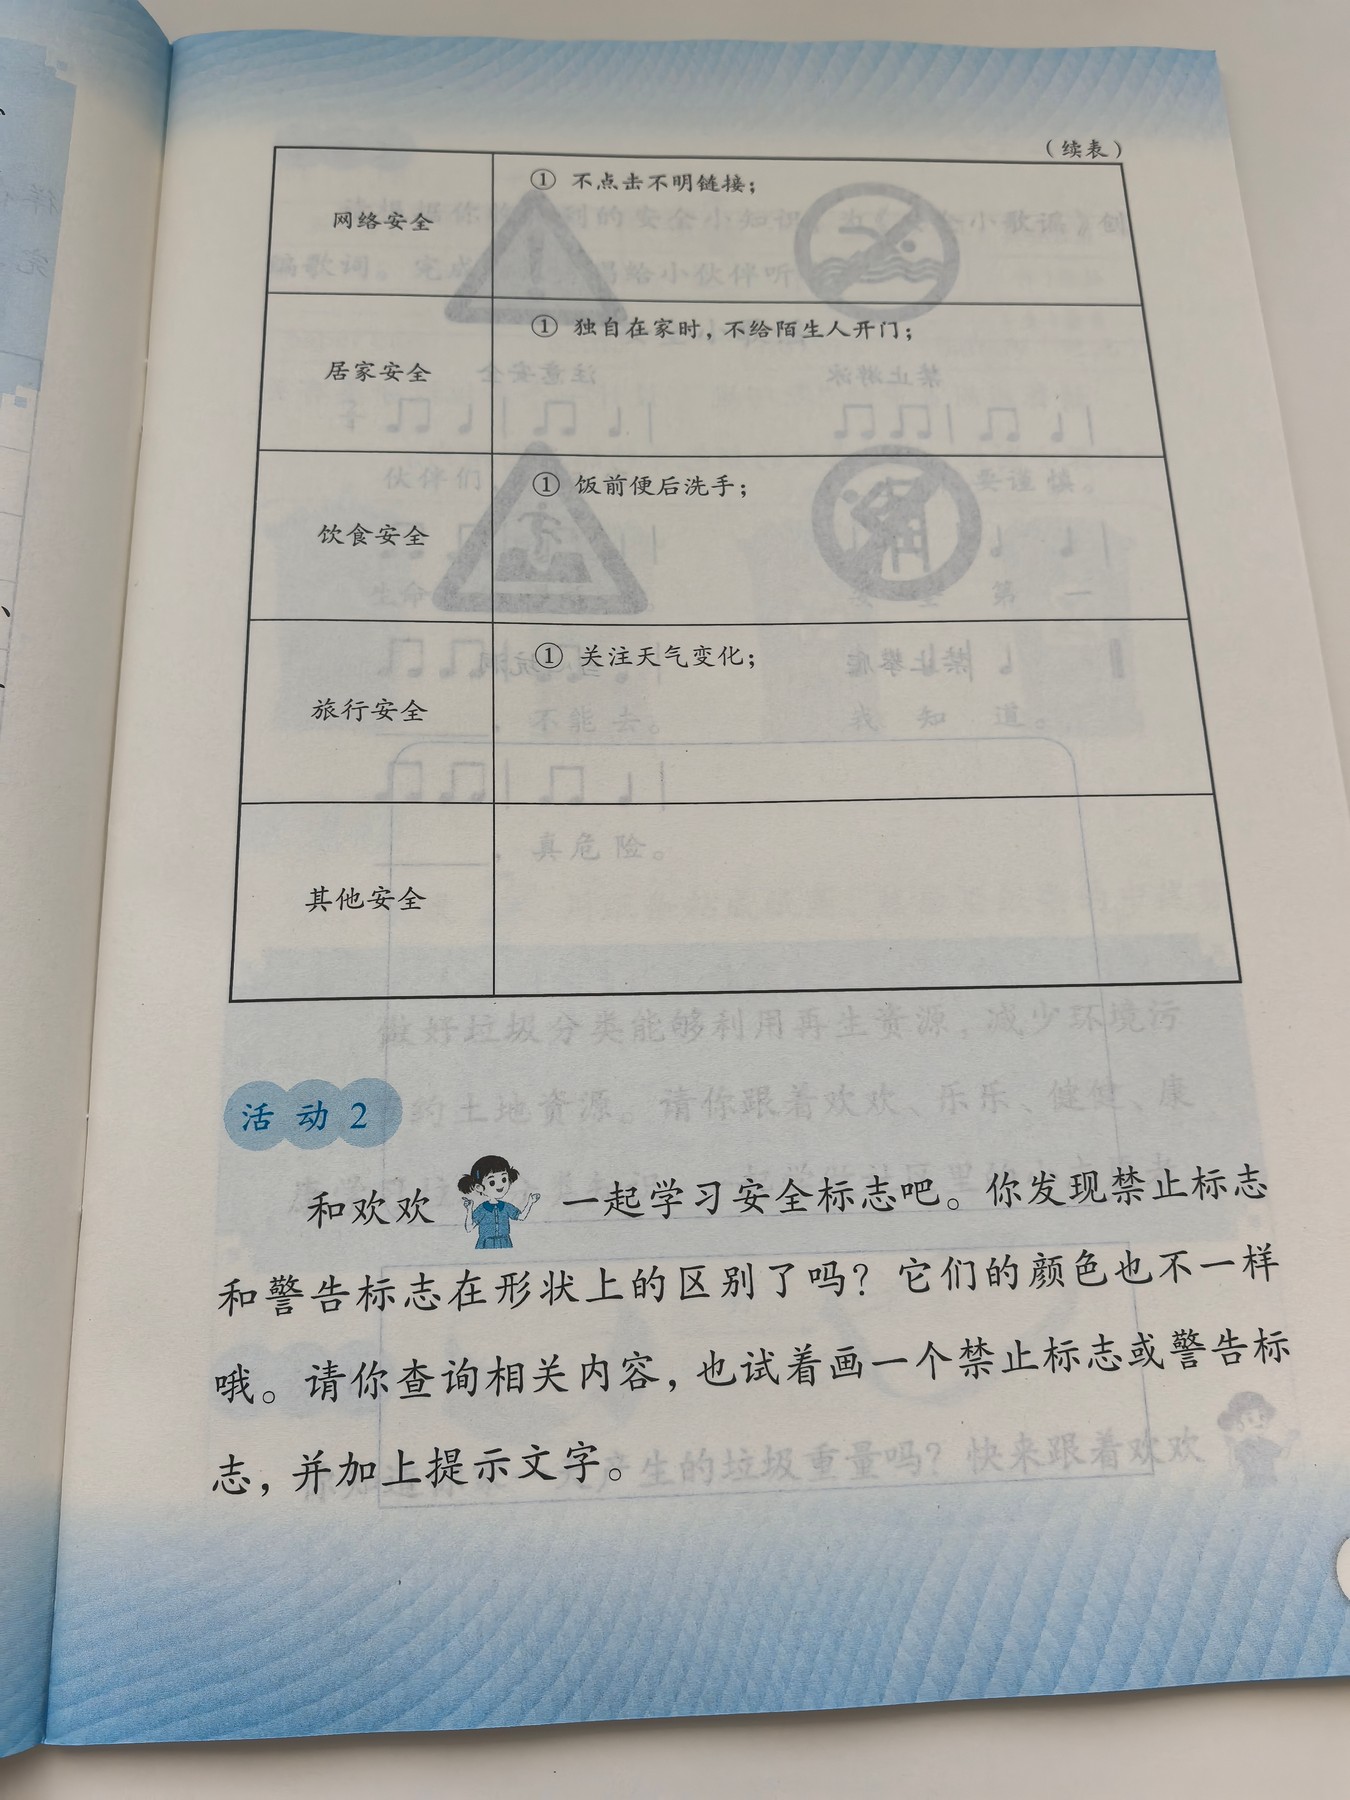 （续表）
网络安全
① 不点击不明链接；
居家安全
① 独自在家时，不给陌生人开门；
饮食安全
① 饭前便后洗手；
旅行安全
① 关注天气变化；
其他安全
活动2
和欢欢 一起学习安全标志吧。你发现禁止标志
和警告标志在形状上的区别了吗？它们的颜色也不一样
哦。请你查询相关内容，也试着画一个禁止标志或警告标
志，并加上提示文字。